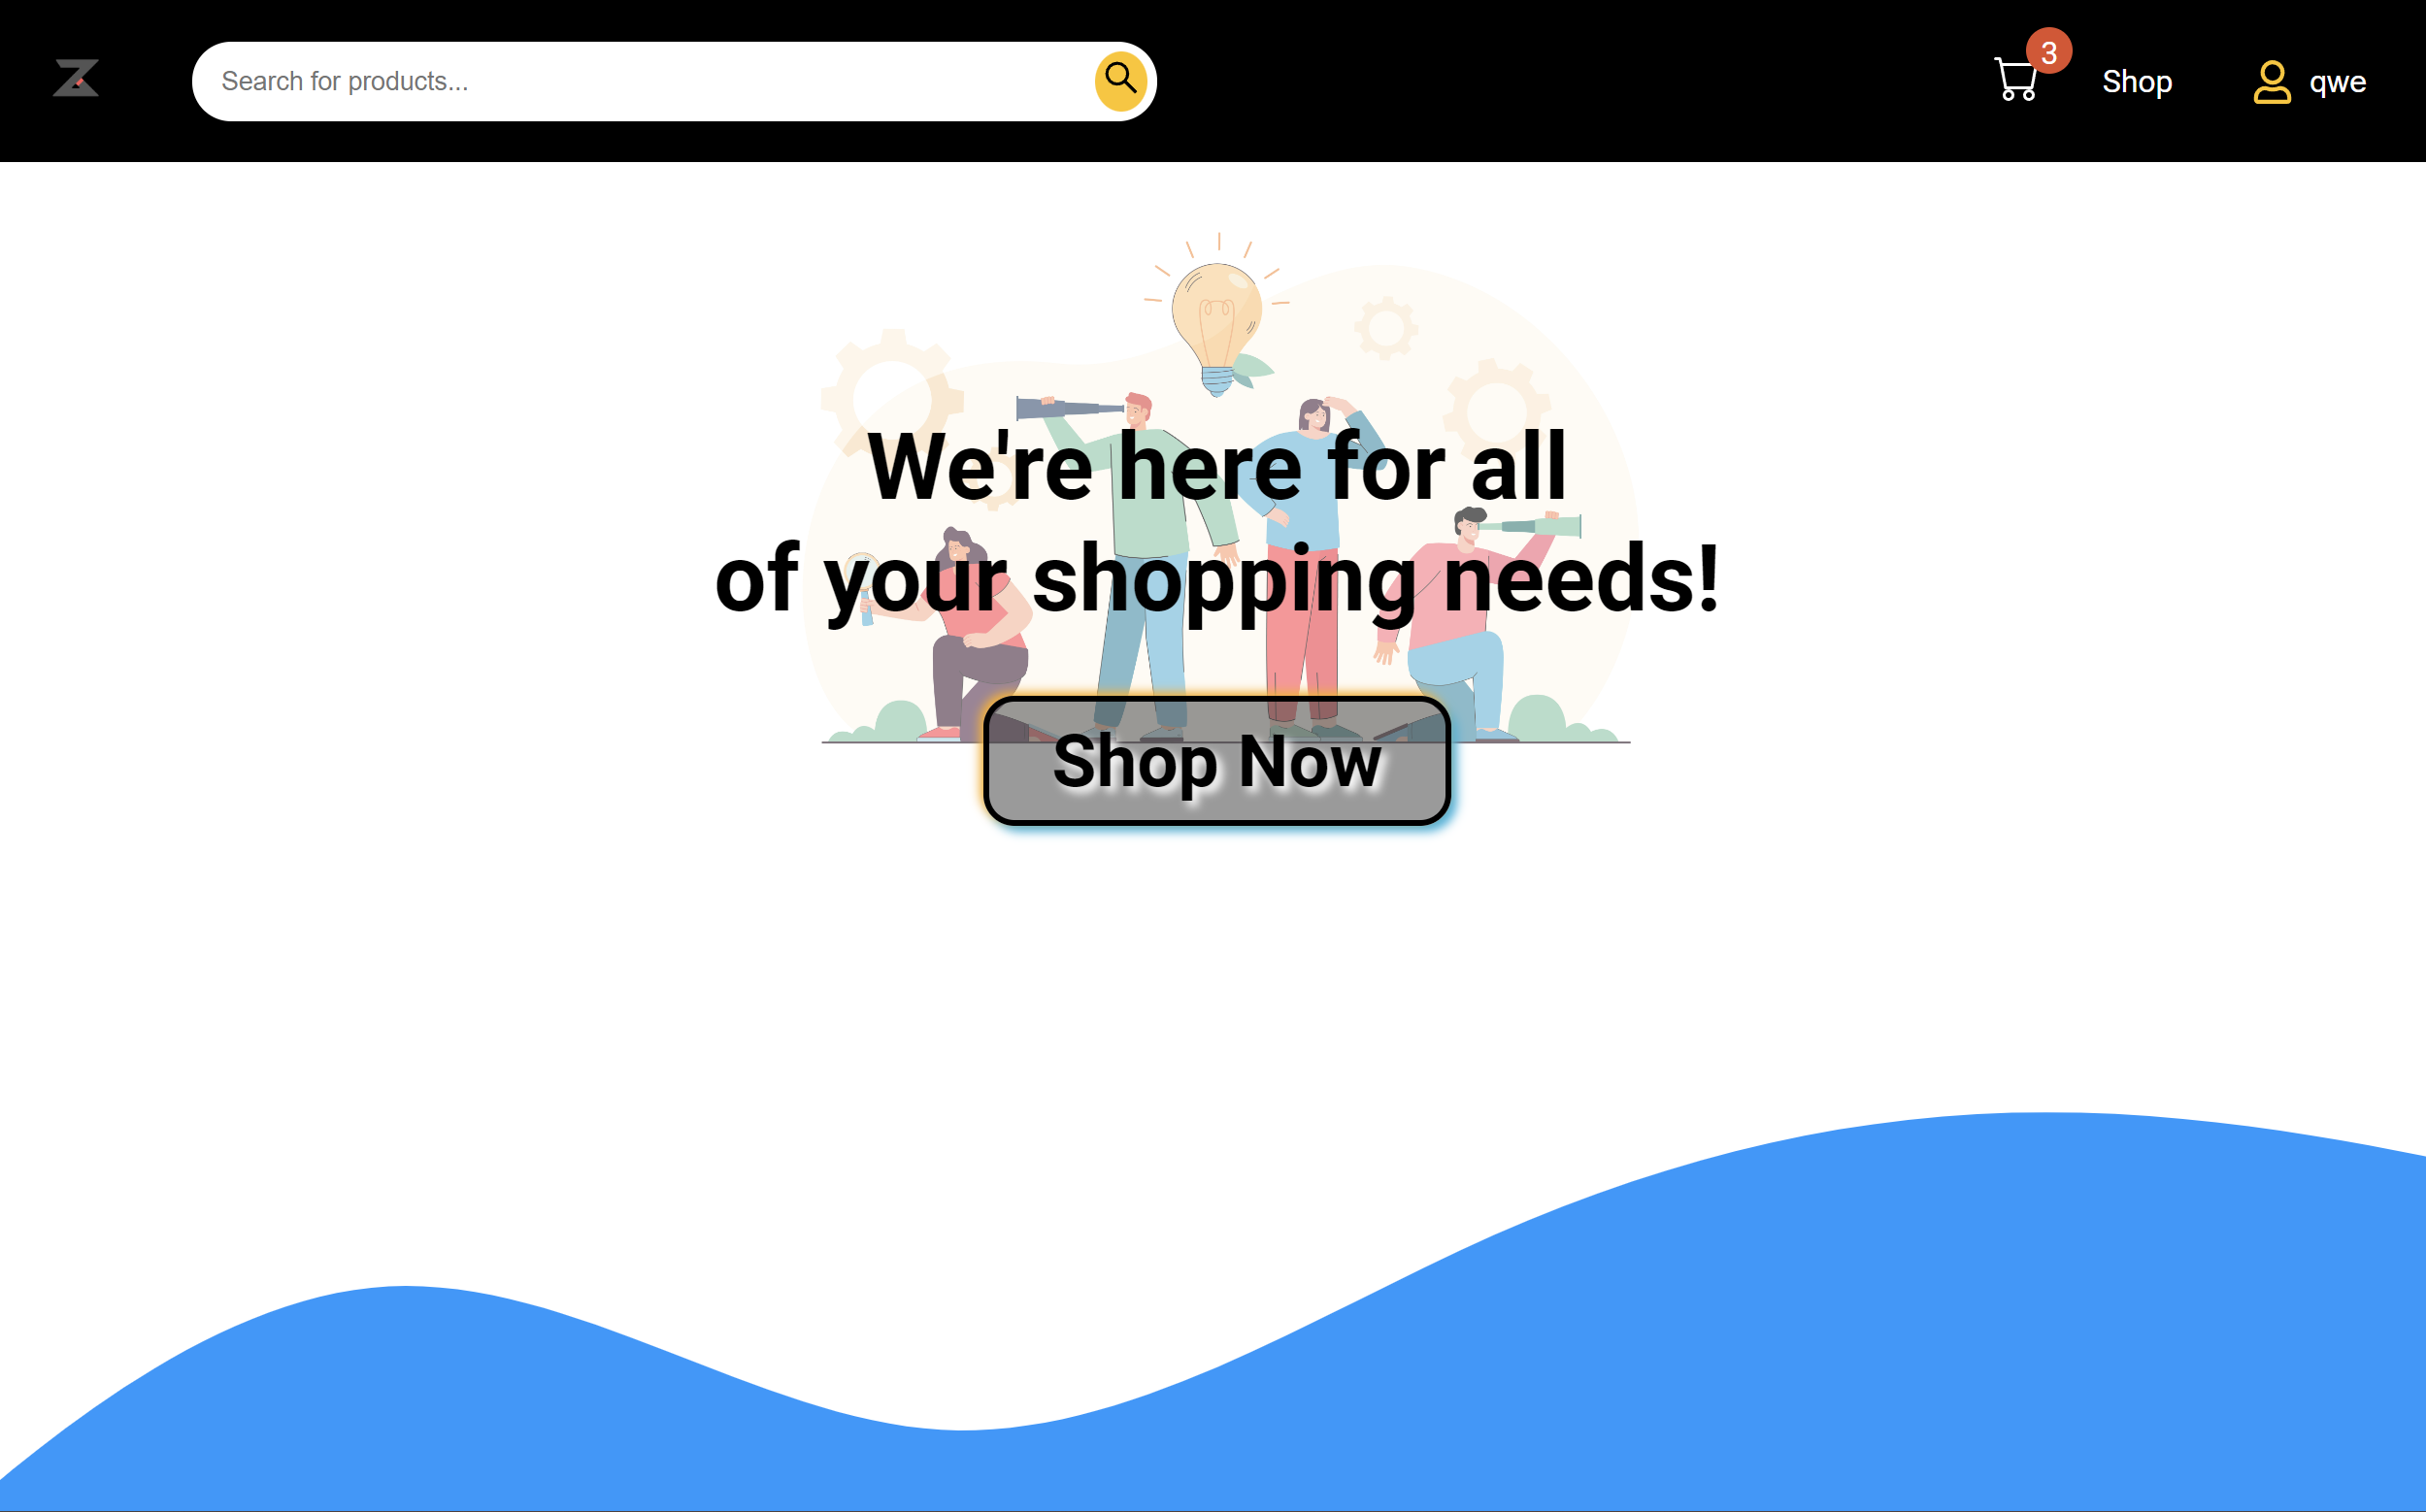 Search for products...
3
Shop
qwe
We're here for all
of your shopping needs!
Shop Now